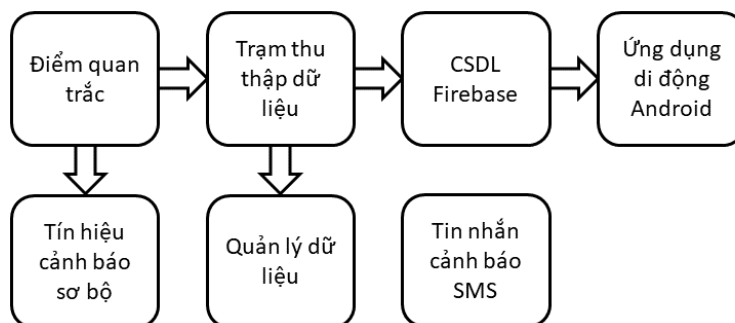 Điểm quan
trắc
Trạm thu
thập dữ
liệu
CSDL
Firebase
Ứng dụng
di động
Android
Tín hiệu
cảnh báo
sơ bộ
Quản lý dữ
liệu
Tin nhắn
cảnh báo
SMS